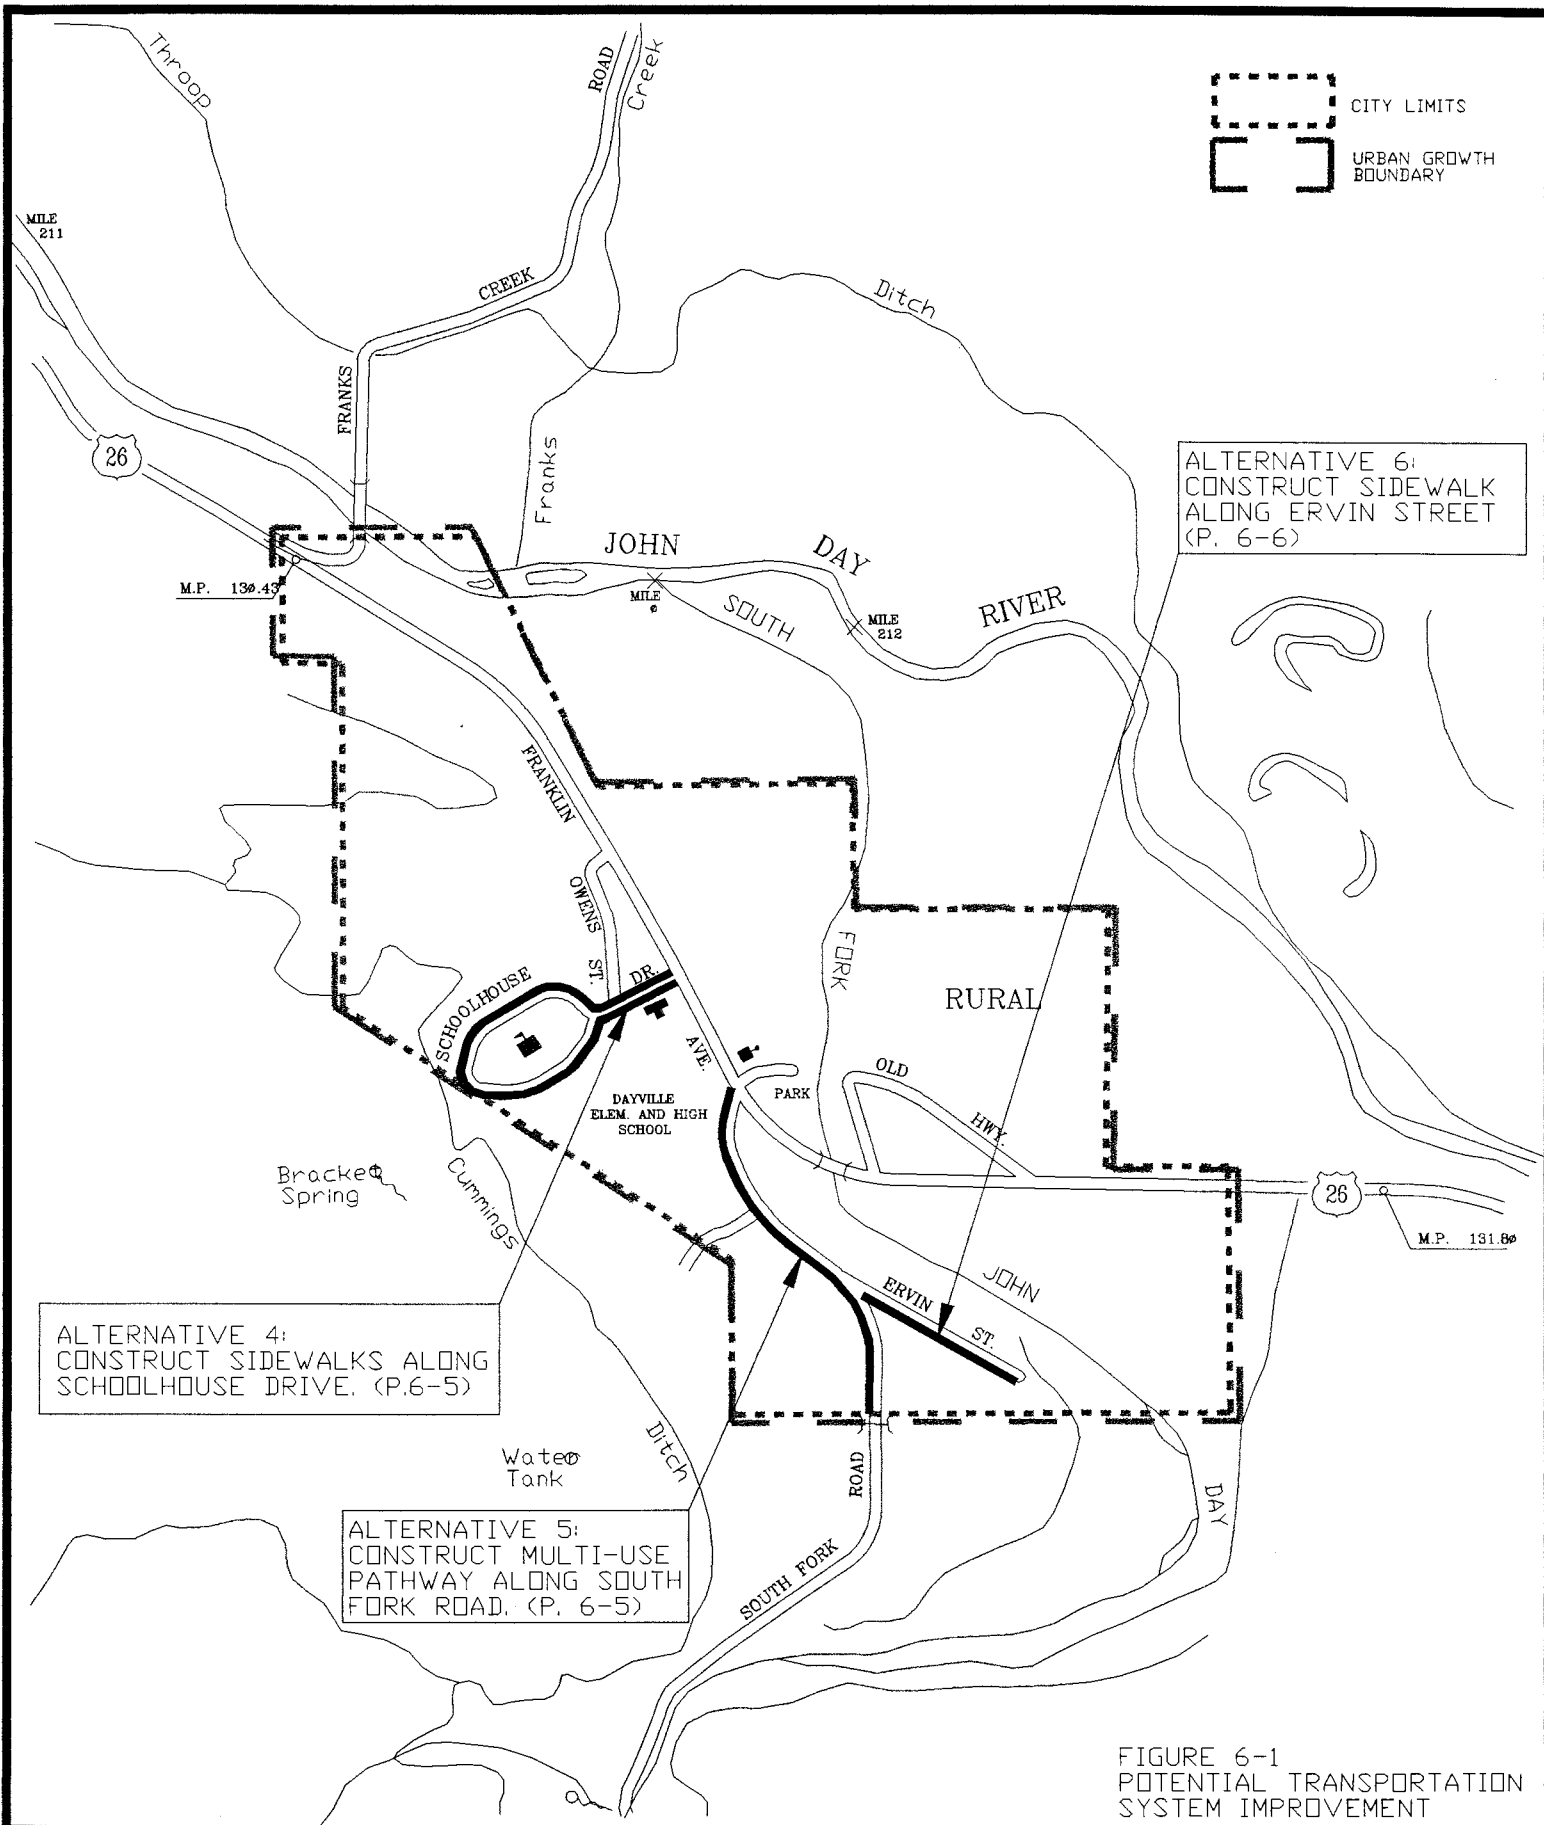 Throop
ROAD
Creek
CITY LIMITS
URBAN GROWTH
BOUNDARY
MILE
211
CREEK
Ditch
FRANKS
26
Franks
ALTERNATIVE 6:
CONSTRUCT SIDEWALK
ALONG ERVIN STREET
(P. 6-6)
JOHN
DAY
RIVER
M.P. 130.43
MILE
0
SOUTH
MILE
212
FRANKLIN
OWENS
ST.
FORK
RURAL
SCHOOLHOUSE
DR.
AVE.
OLD
PARK
HWY.
DAYVILLE
ELEM. AND HIGH
SCHOOL
Spring
Cummings
26
M.P. 131.80
JOHN
ERVIN
ST.
ALTERNATIVE 4:
CONSTRUCT SIDEWALKS ALONG
SCHOOLHOUSE DRIVE. (P.6-5)
Ditch
Tank
ROAD
DAY
ALTERNATIVE 5:
CONSTRUCT MULTI-USE
PATHWAY ALONG SOUTH
FORK ROAD. (P. 6-5)
SOUTH FORK
FIGURE 6-1
POTENTIAL TRANSPORTATION
SYSTEM IMPROVEMENT